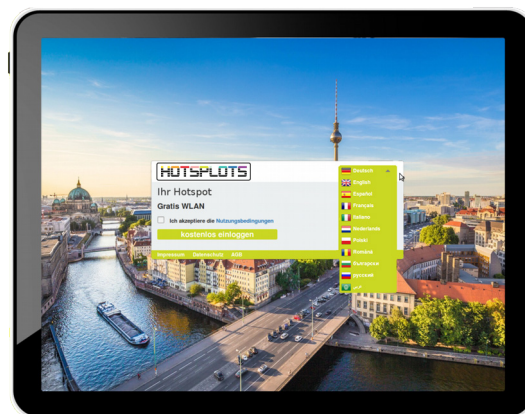 HOTSPLOTS
Ihr Hotspot
Gratis WLAN
Ich akzeptiere die Nutzungsbedingungen
kostenlos einloggen
Impressum Datenschutz AGB
Deutsch
English
Español
Français
Italiano
Nederlands
Polski
Română
български
русский
عربي